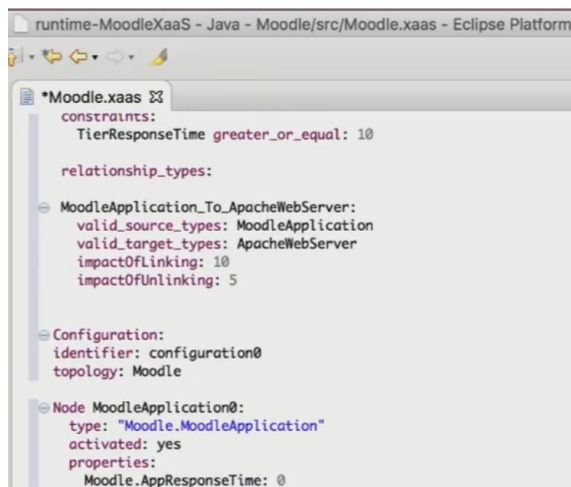 runtime-MoodleXaaS - Java - Moodle/src/Moodle.xaas - Eclipse Platform
*Moodle.xaas
constraints:
TierResponseTime greater_or_equal: 10
relationship_types:
MoodleApplication_To_ApacheWebServer:
valid_source_types: MoodleApplication
valid_target_types: ApacheWebServer
impactOfLinking: 10
impactOfUnlinking: 5
Configuration:
identifier: configuration0
topology: Moodle
Node MoodleApplication0:
type: "Moodle.MoodleApplication"
activated: yes
properties:
Moodle.AppResponseTime: 0